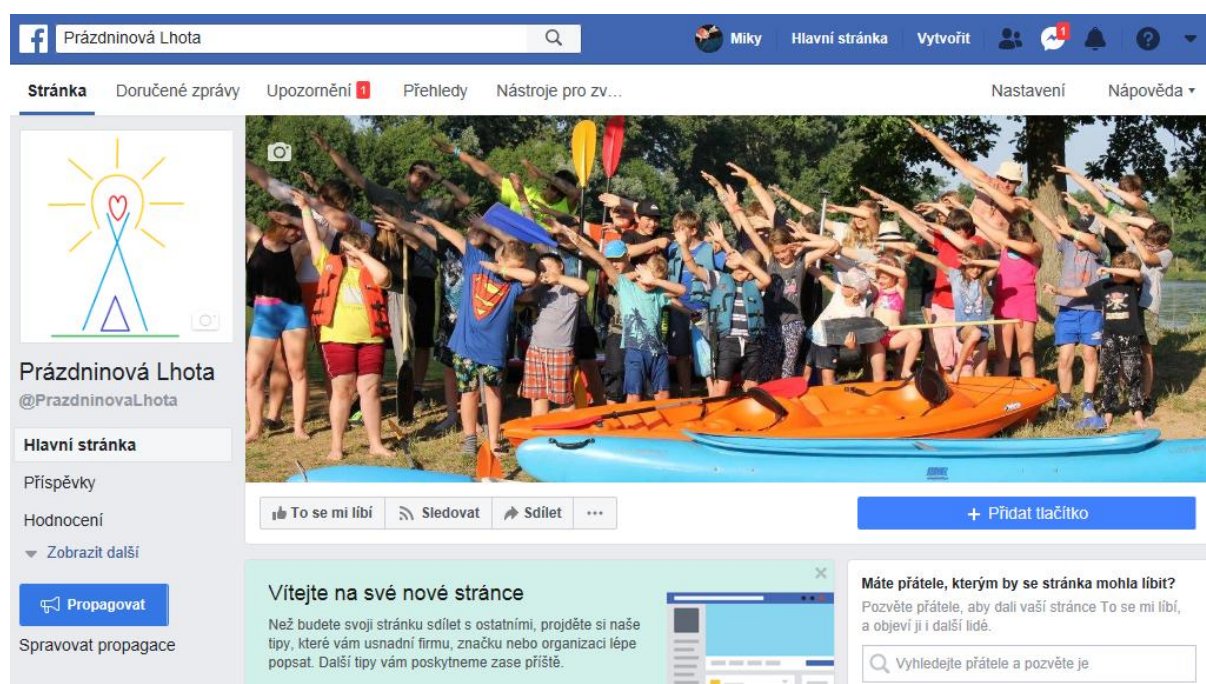 Prázdninová Lhota
Miky Hlavní stránka Vytvořit 1
Stránka Doručené zprávy Upozornění 1 Přehledy Nástroje pro zv... Nastavení Nápověda
Prázdninová Lhota
@PrazdninovaLhota
Hlavní stránka
Příspěvky
Hodnocení
Zobrazit další
Propagovat
Spravovat propagace
To se mi líbí Sledovat Sdílet ...
+ Přidat tlačítko
Vítejte na své nové stránce
Než budete svoji stránku sdílet s ostatními, projděte si naše
tipy, které vám usnadní firmu, značku nebo organizaci lépe
popsat. Další tipy vám poskytneme zase příště.
Máte přátele, kterým by se stránka mohla líbit?
Pozvěte přátele, aby dali vaší stránce To se mi líbí,
a objeví ji i další lidé.
Vyhledejte přátele a pozvěte je